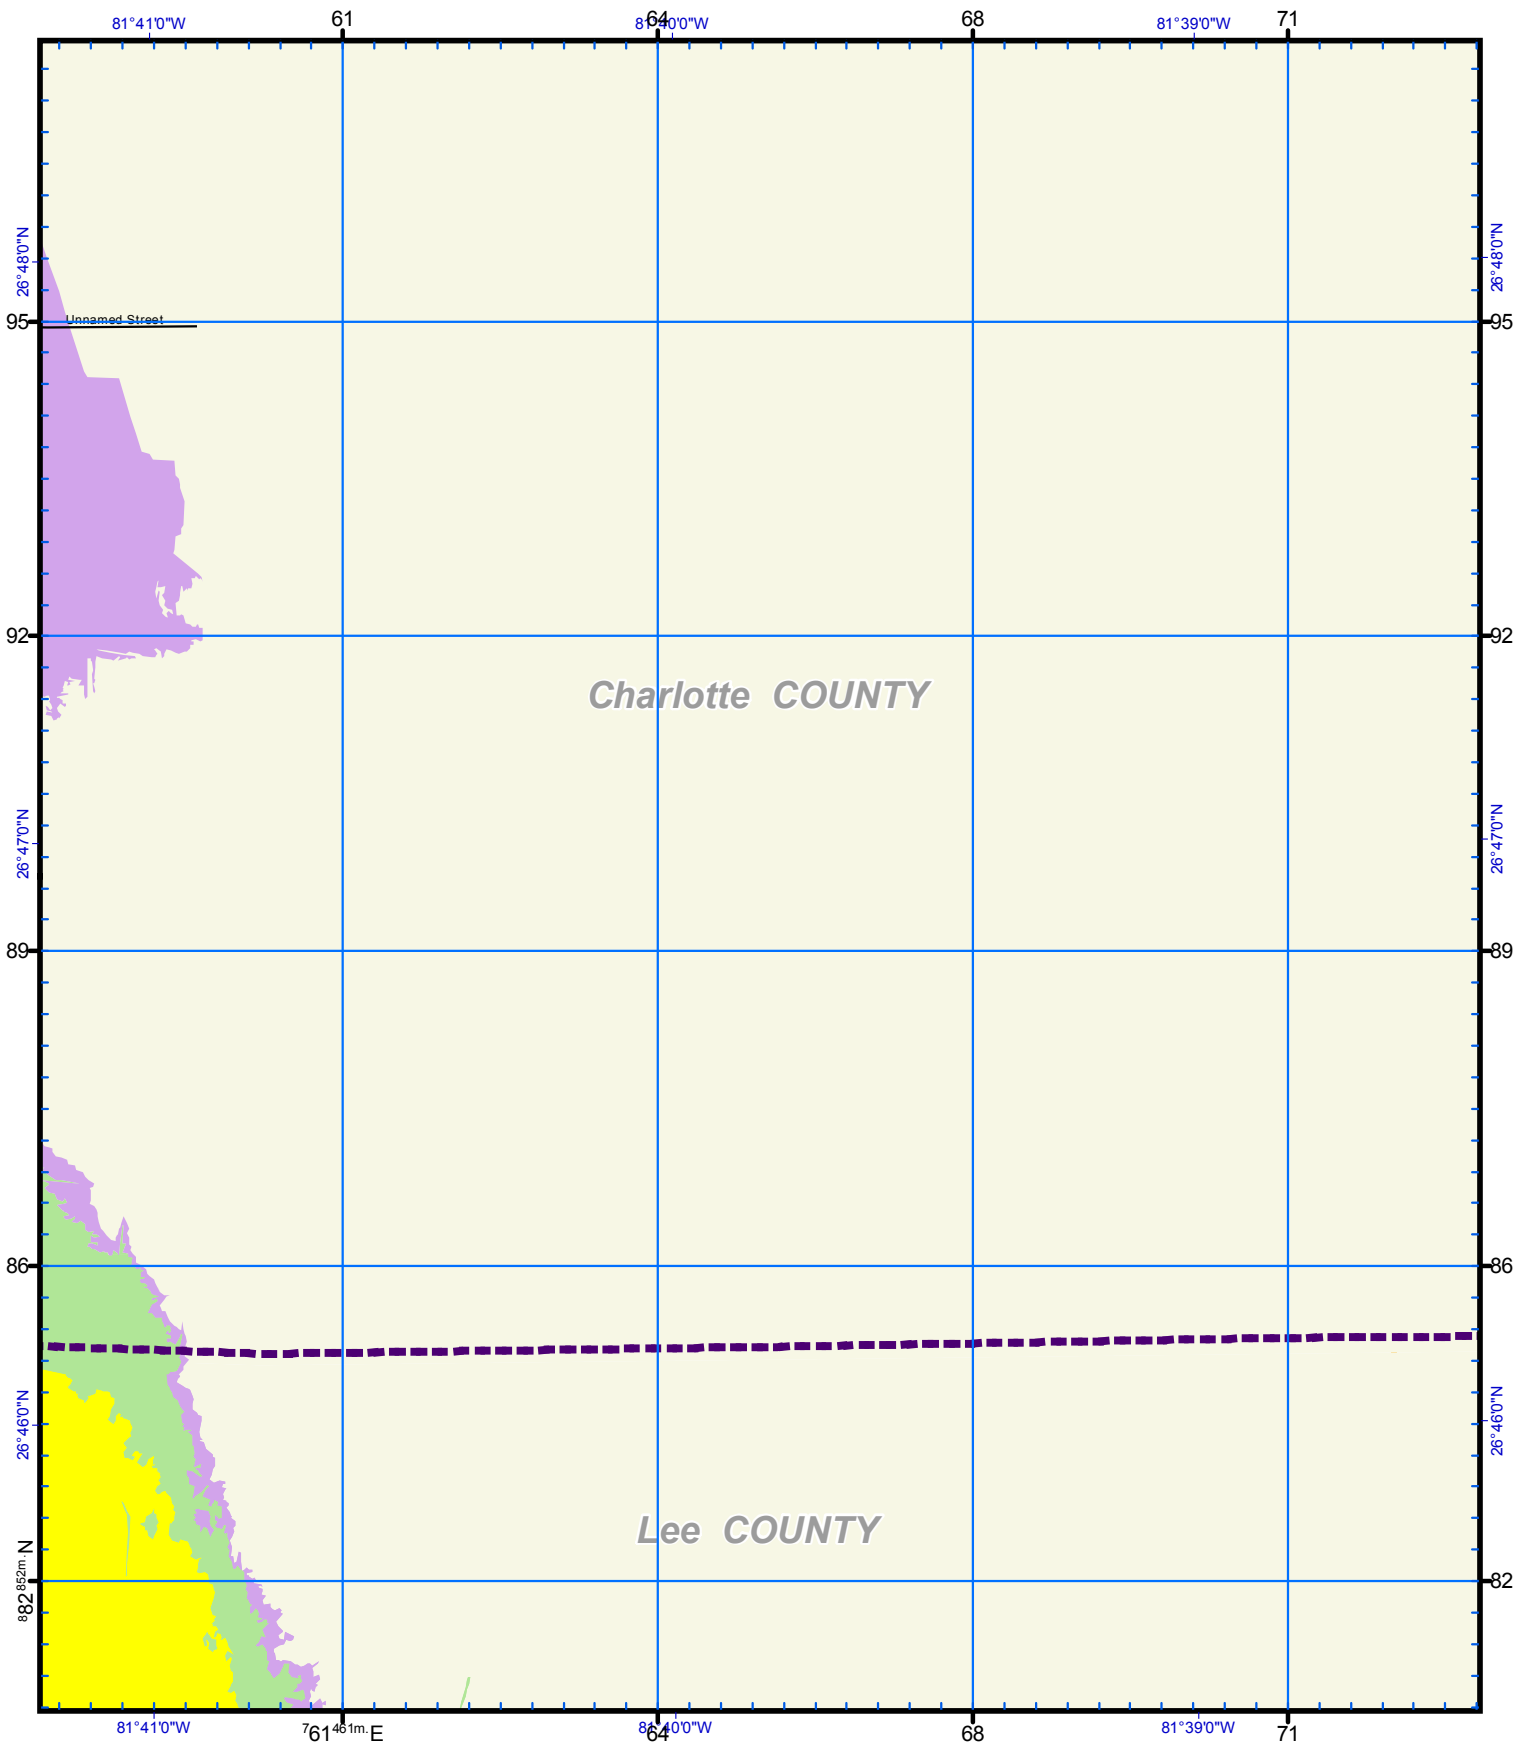 81°41'0"W 61 81°40'0"W 64 81°39'0"W 68 71
26°48'0"N 26°48'0"N
Unnamed Street
95 95
92 92
Charlotte COUNTY
26°47'0"N 26°47'0"N
89 89
86 86
26°46'0"N 26°46'0"N
Lee COUNTY
882852m.N 82
81°41'0"W 761461m.E 81°40'0"W 64 68 81°39'0"W 71